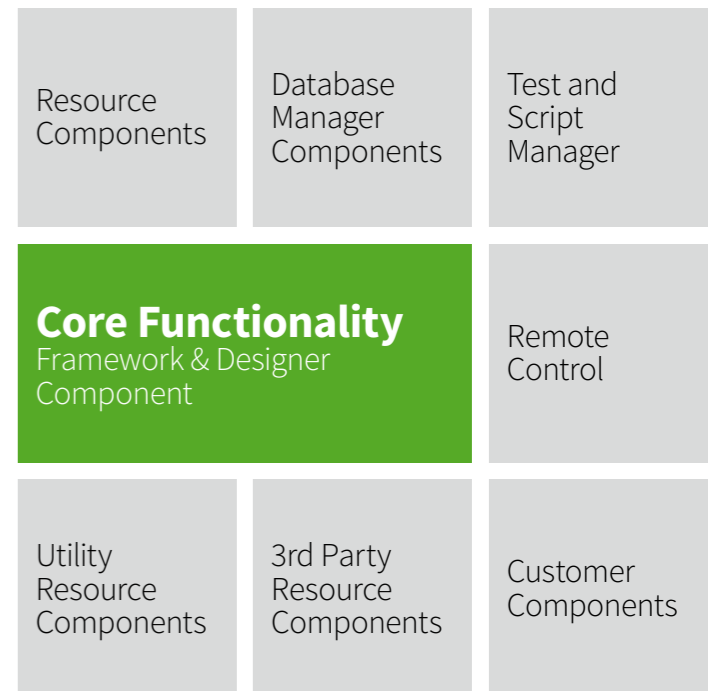 Resource
Components
Database
Manager
Components
Test and
Script
Manager
Core Functionality
Framework & Designer
Component
Remote
Control
Utility
Resource
Components
3rd Party
Resource
Components
Customer
Components